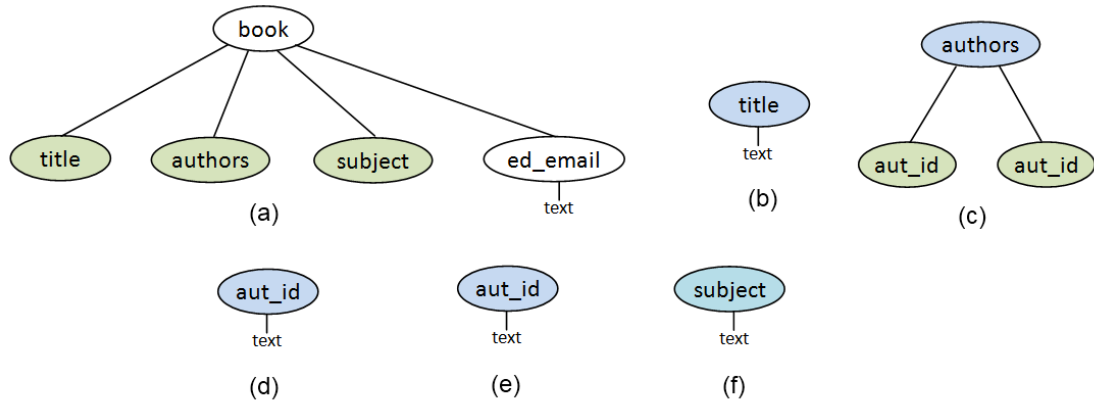 book
title
authors
subject
ed_email
text
(a)
title
text
(b)
authors
aut_id
aut_id
(c)
aut_id
text
(d)
aut_id
text
(e)
subject
text
(f)